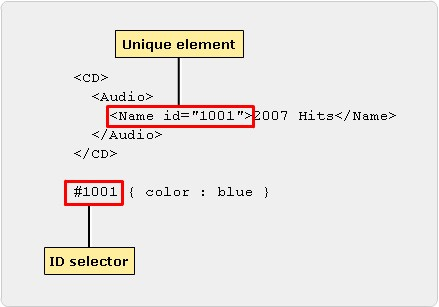 Unique element
<CD>
<Audio>
<Name id="1001">2007 Hits</Name>
</Audio>
</CD>
#1001 { color : blue }
ID selector